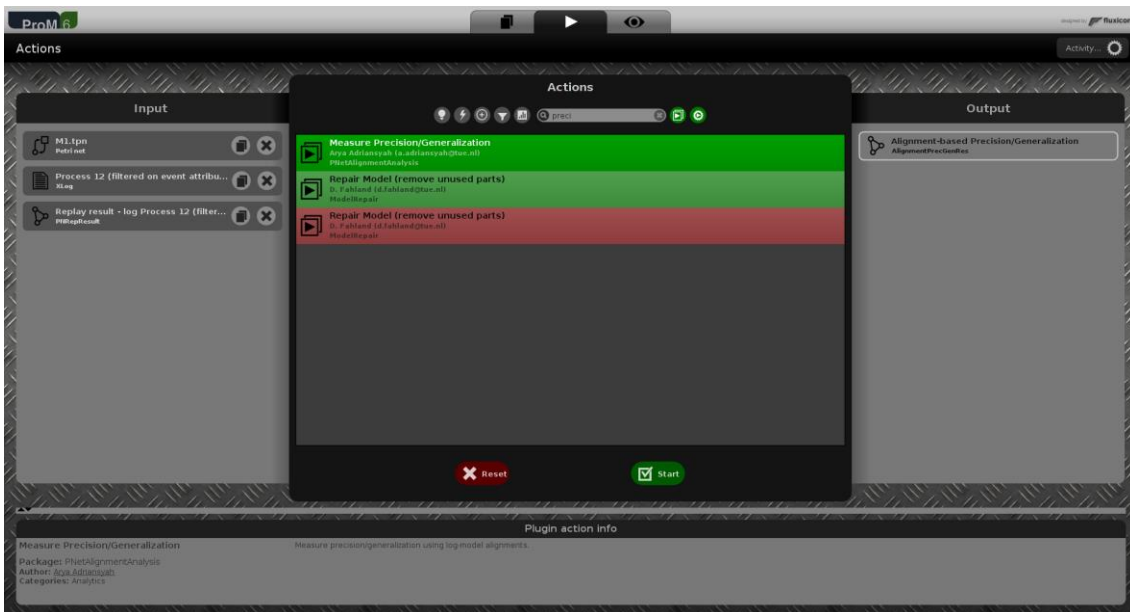 ProM 6
fluxicon
Actions
Activity...
Input
M1.tpn
Petri net
Process 12 (filtered on event attribu...
XLog
Replay result - log Process 12 (filter...
PNRepResult
Actions
preci
Measure Precision/Generalization
Arya Adriansyah (a.adriansyah@tue.nl)
PNetAlignmentAnalysis
Repair Model (remove unused parts)
D. Fahland (d.fahland@tue.nl)
ModelRepair
Repair Model (remove unused parts)
D. Fahland (d.fahland@tue.nl)
ModelRepair
Reset
Start
Output
Alignment-based Precision/Generalization
AlignmentPrecGenRes
Plugin action info
Measure Precision/Generalization
Measure precision/generalization using log-model alignments.
Package: PNetAlignmentAnalysis
Author: Arya Adriansyah
Categories: Analytics